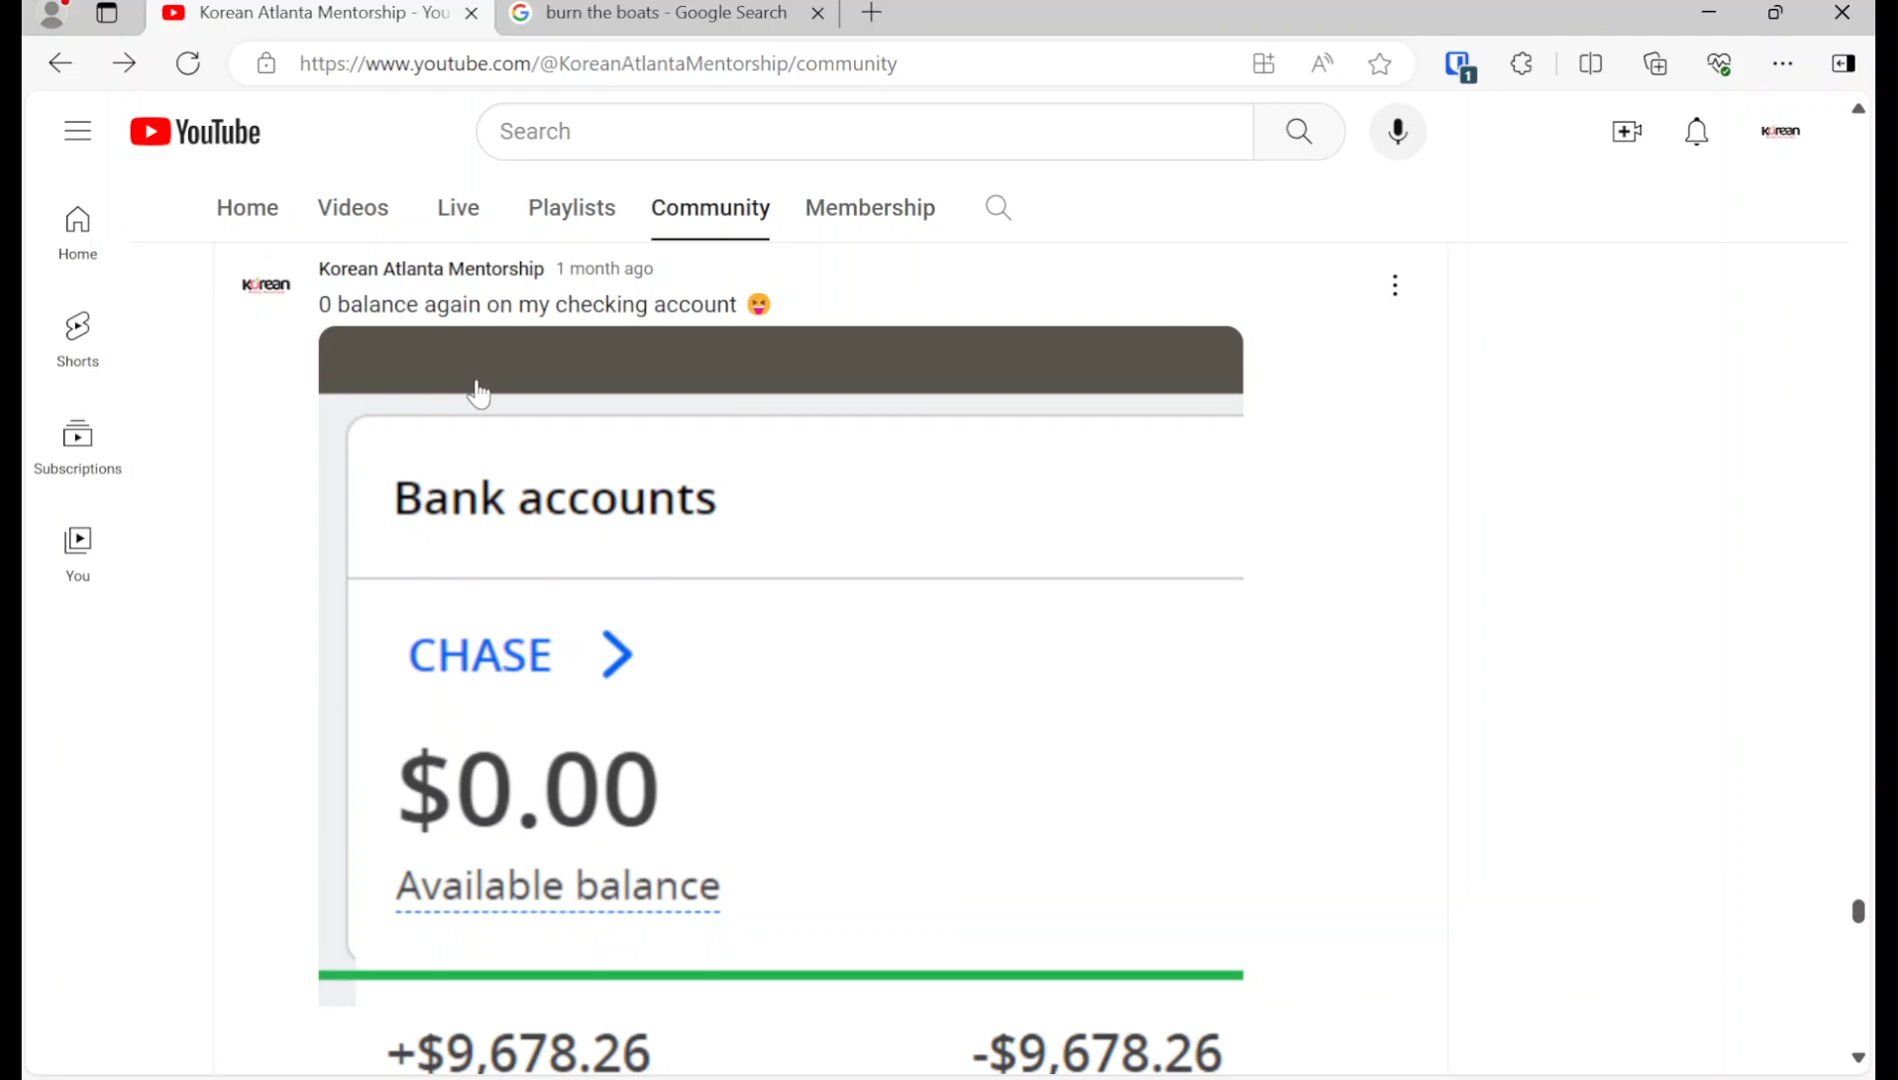 Korean Atlanta Mentorship - You
burn the boats - Google Search
https://www.youtube.com/@KoreanAtlantaMentorship/community
1
YouTube
Search
Korean
Home
Videos
Live
Playlists
Community
Membership
Home
Shorts
Subscriptions
You
Korean
Korean Atlanta Mentorship 1 month ago
0 balance again on my checking account 😝
Bank accounts
CHASE
$0.00
Available balance
+$9,678.26
-$9,678.26